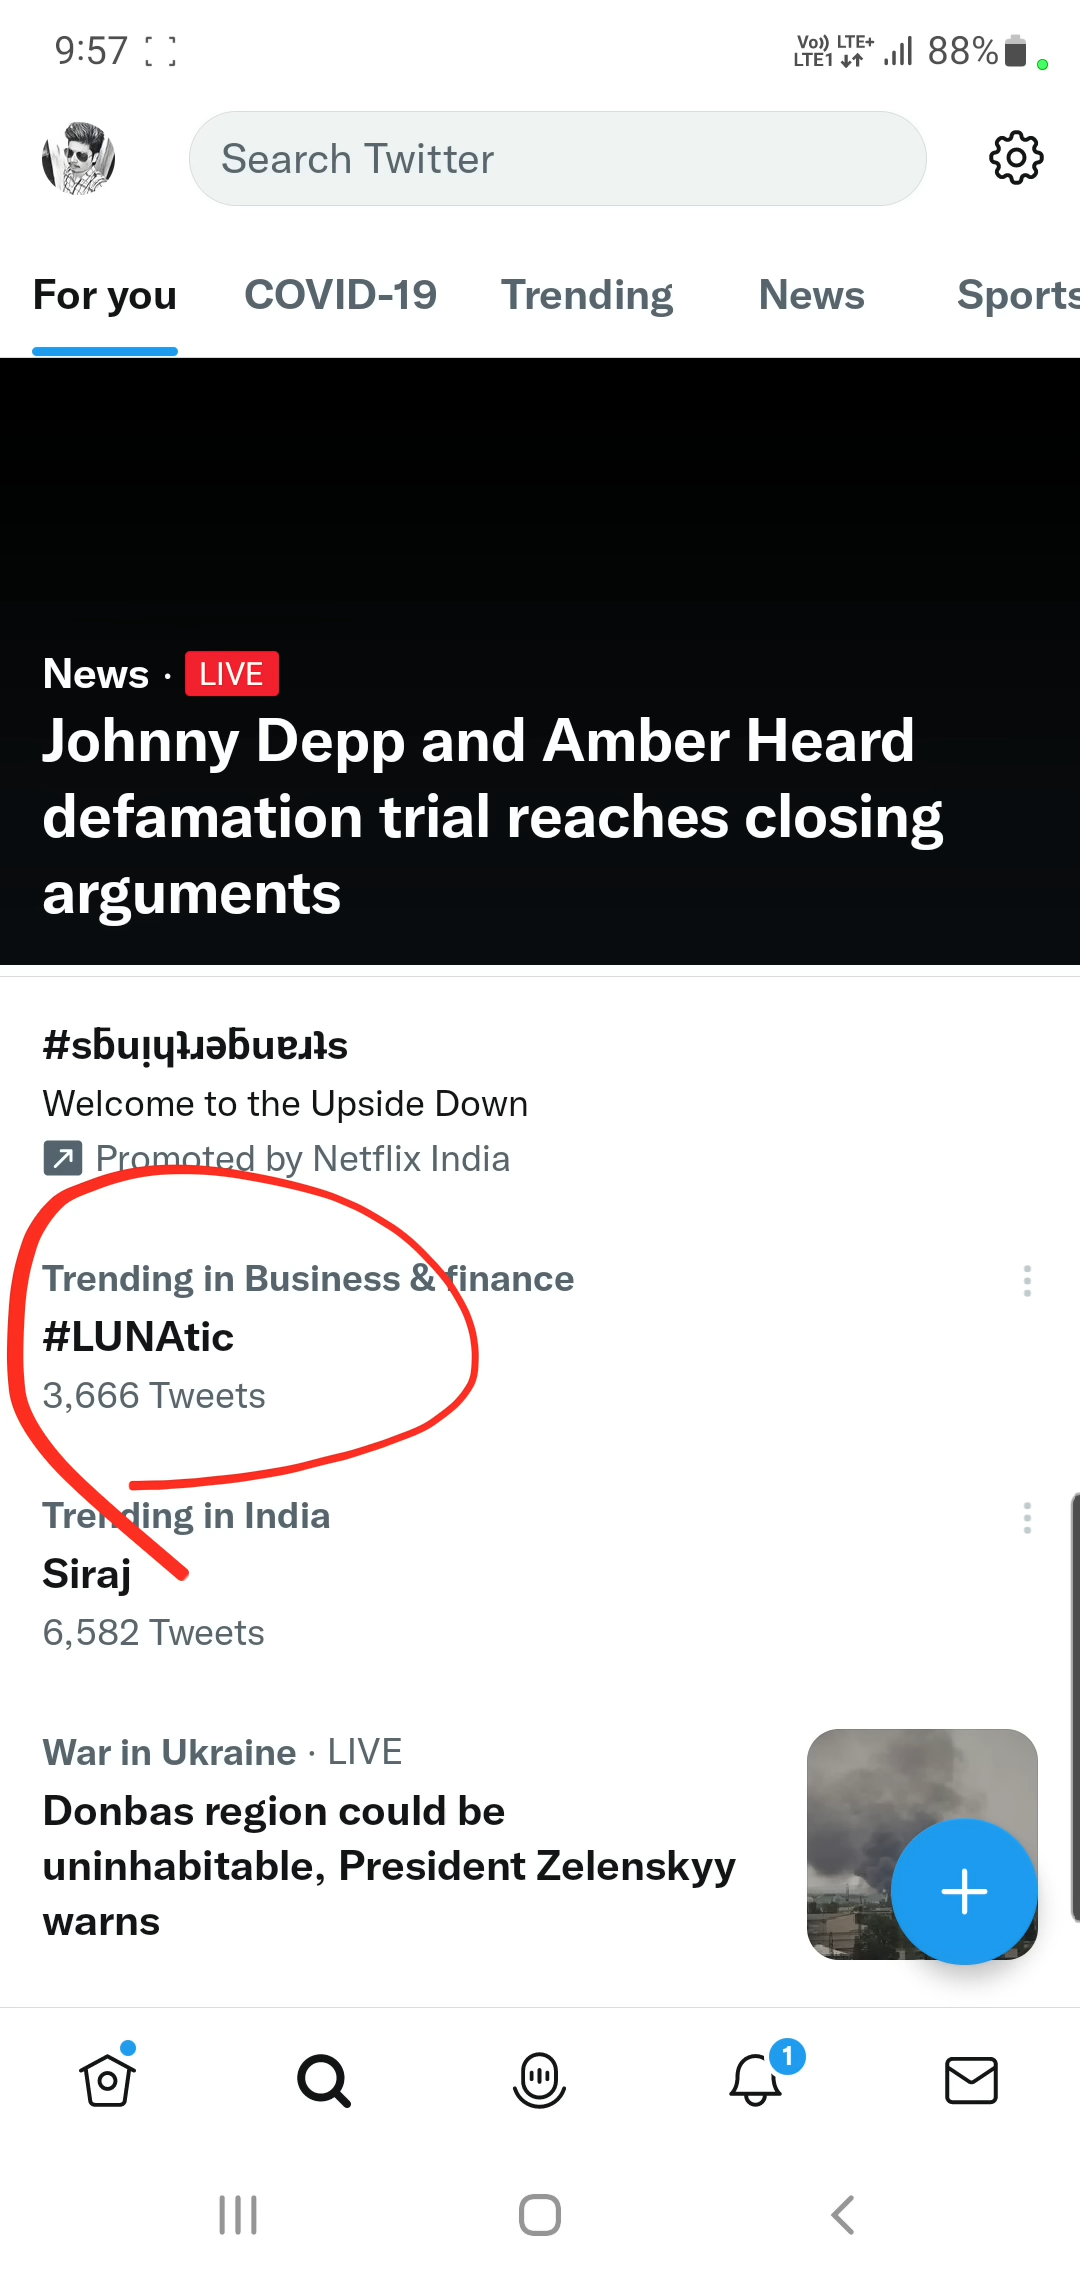 9:57
Vo)) LTE+
LTE1
88%
Search Twitter
For you COVID-19 Trending News Sports
News · LIVE
Johnny Depp and Amber Heard
defamation trial reaches closing
arguments
#sƃuᴉɥʇɹǝƃuɐɹʇs
Welcome to the Upside Down
Promoted by Netflix India
Trending in Business & finance
#LUNAtic
3,666 Tweets
Trending in India
Siraj
6,582 Tweets
War in Ukraine · LIVE
Donbas region could be
uninhabitable, President Zelenskyy
warns
1